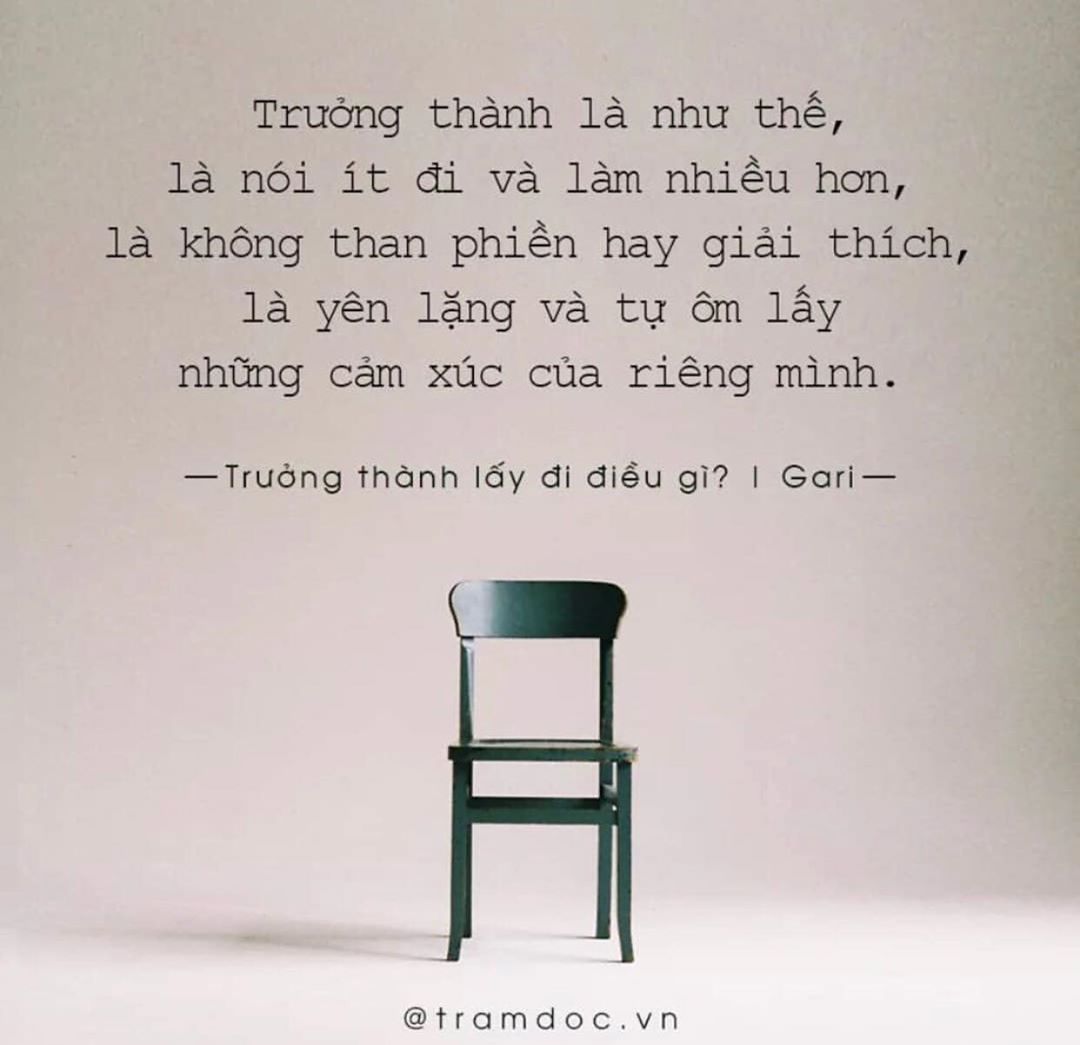 Trưởng thành là như thế,
là nói ít đi và làm nhiều hơn,
là không than phiền hay giải thích,
là yên lặng và tự ôm lấy
những cảm xúc của riêng mình.
—Trưởng thành lấy đi điều gì? | Gari—
@tramdoc.vn